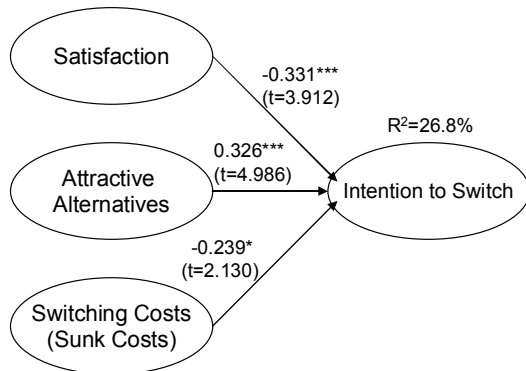 Satisfaction
-0.331***
(t=3.912)
R²=26.8%
0.326***
(t=4.986)
Attractive
Alternatives
Intention to Switch
-0.239*
(t=2.130)
Switching Costs
(Sunk Costs)